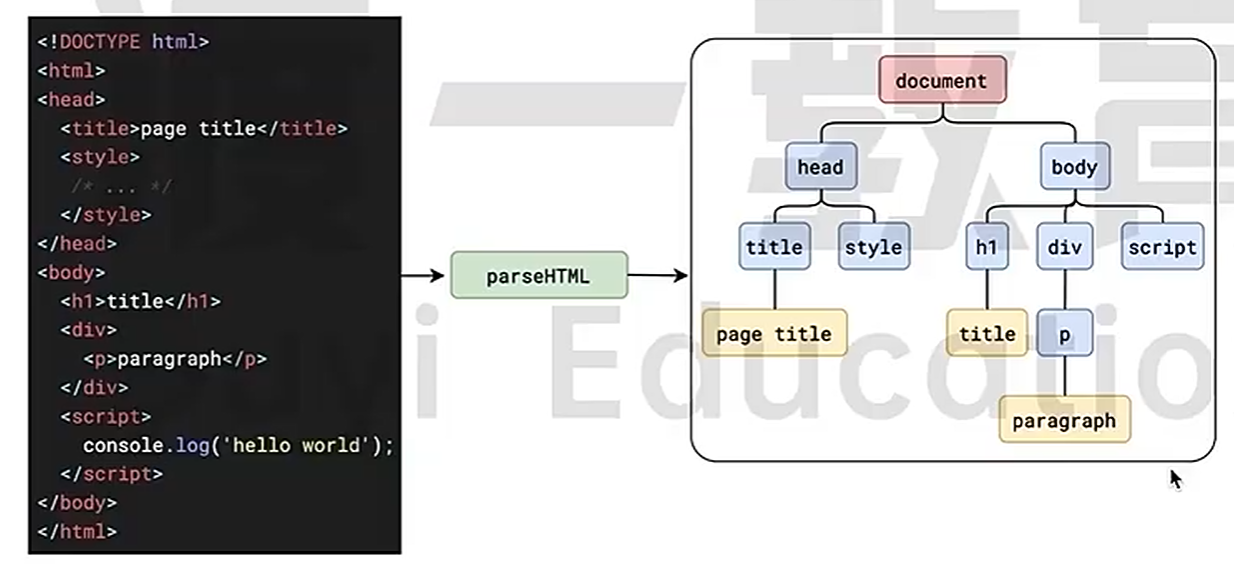 <!DOCTYPE html>
<html>
<head>
<title>page title</title>
<style>
/* ... */
</style>
</head>
<body>
<h1>title</h1>
<div>
<p>paragraph</p>
</div>
<script>
console.log('hello world');
</script>
</body>
</html>
parseHTML
document
head
body
title
style
h1
div
script
page title
title
p
paragraph